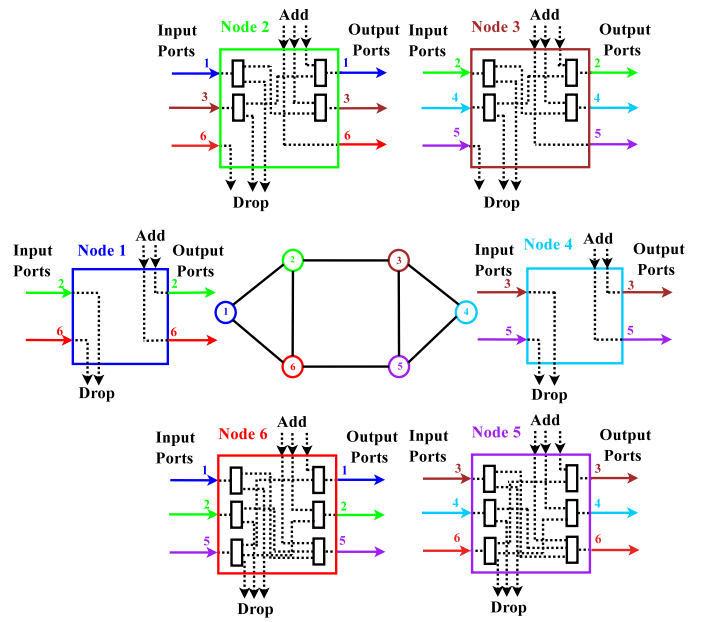 Add
Add
Input
Ports
Node 2
Output
Ports
Input
Ports
Node 3
Output
Ports
1
1
2
2
3
3
4
4
6
6
5
5
Drop
Drop
Input
Ports
Node 1
Add
Output
Ports
Input
Ports
Node 4
Add
Output
Ports
2
2
6
6
Drop
1
2
3
4
5
6
3
3
5
5
Drop
Input
Ports
Node 6
Add
Output
Ports
Input
Ports
Node 5
Add
Output
Ports
1
1
2
2
5
5
3
3
4
4
6
6
Drop
Drop